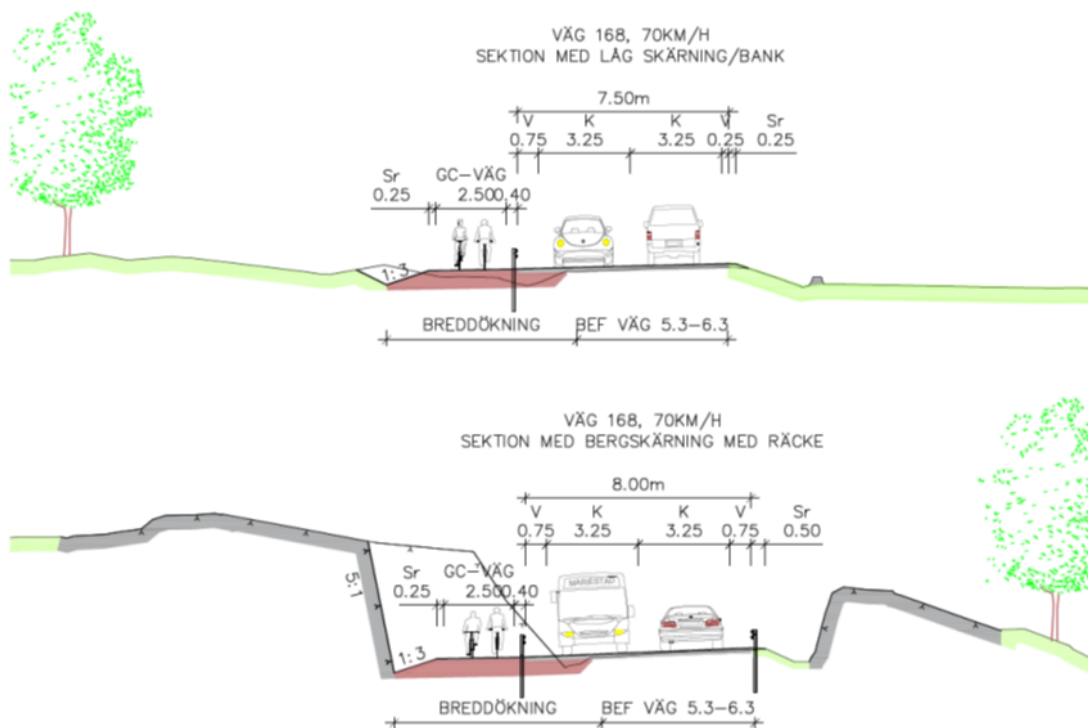 VÄG 168, 70KM/H
SEKTION MED LÅG SKÄRNING/BANK
7.50m
V K K V Sr
0.75 3.25 3.25 0.25 0.25
Sr GC-VÄG
0.25 2.500.40
1:3
BREDDÖKNING BEF VÄG 5.3-6.3
VÄG 168, 70KM/H
SEKTION MED BERGSKÄRNING MED RÄCKE
8.00m
V K K V Sr
0.75 3.25 3.25 0.75 0.50
5:1
Sr GC-VÄG
0.25 2.500.40
MARIESTAD
1:3
BREDDÖKNING BEF VÄG 5.3-6.3